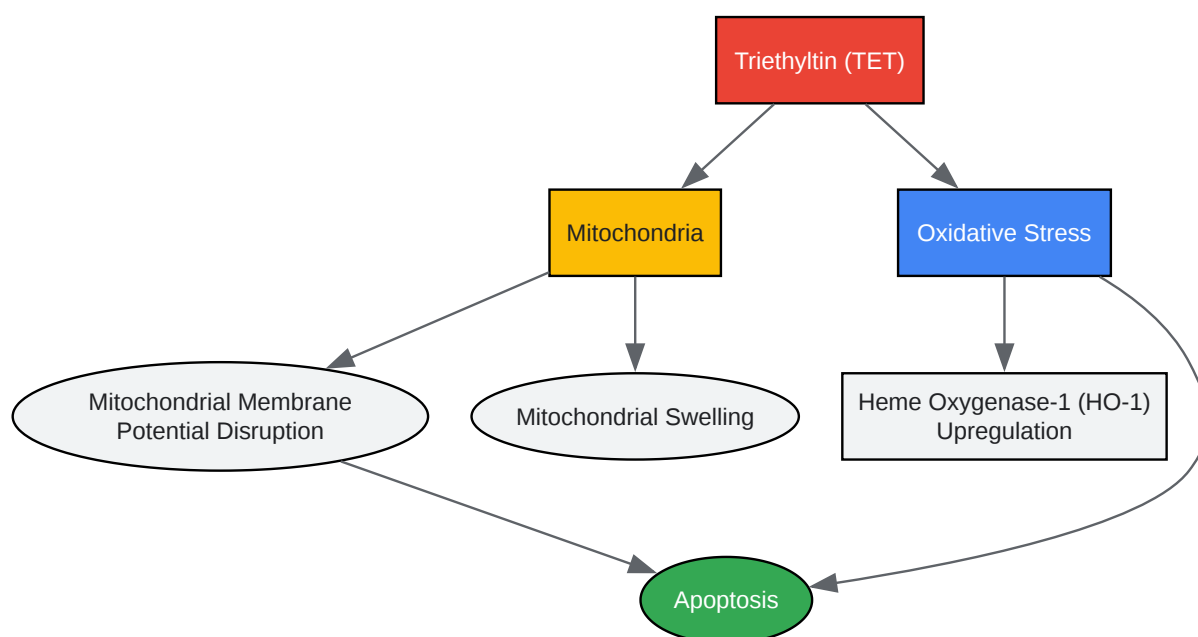 Triethyltin (TET)
Mitochondria
Oxidative Stress
Mitochondrial Membrane
Potential Disruption
Mitochondrial Swelling
Heme Oxygenase-1 (HO-1)
Upregulation
Apoptosis